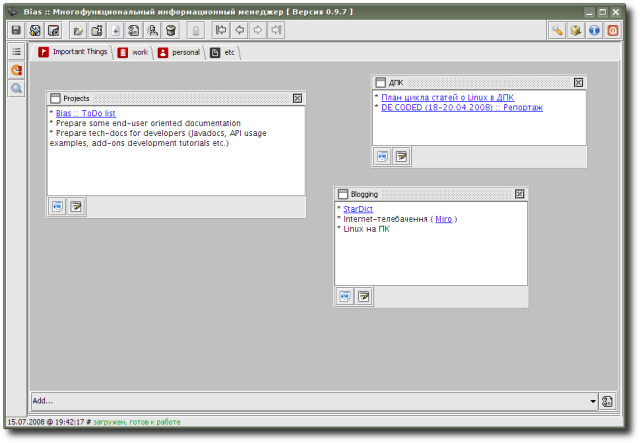 Bias :: Многофункциональный информационный менеджер [ Версия 0.9.7 ]
Important Things work personal etc
Projects
* Bias :: ToDo list
* Prepare some end-user oriented documentation
* Prepare tech-docs for developers (Javadocs, API usage
examples, add-ons development tutorials etc.)
ДПК
* План цикла статей о Linux в ДПК
* DE:CODED (18-20.04.2008) :: Репортаж
Blogging
* StarDict
* Internet-телебачення ( Miro )
* Linux на ПК
Add...
15.07.2008 @ 19:42:17 # загружен, готов к работе